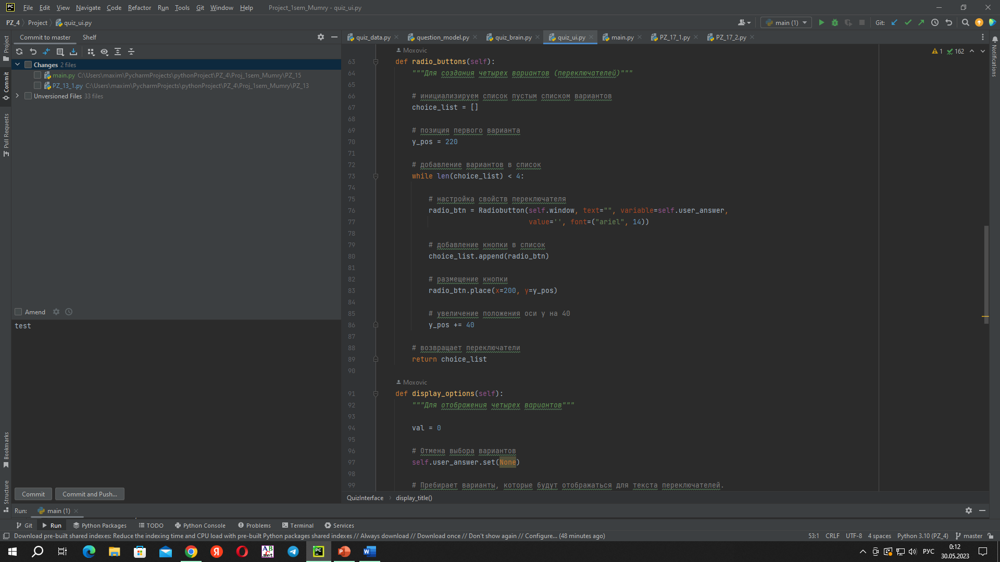 File Edit View Navigate Code Refactor Run Tools Git Window Help Project_1sem_Mumry - quiz_ui.py
PZ_4 Project quiz_ui.py main (1) Git:
Commit to master Shelf
quiz_data.py question_model.py quiz_brain.py quiz_ui.py main.py PZ_17_1.py PZ_17_2.py
Project
Commit
Pull Requests
Bookmarks
Structure
Notifications
Changes 2 files
main.py C:\Users\maxim\PycharmProjects\pythonProject\PZ_4\Proj_1sem_Mumry\PZ_15
PZ_13_1.py C:\Users\maxim\PycharmProjects\pythonProject\PZ_4\Proj_1sem_Mumry\PZ_13
Unversioned Files 33 files
Amend
test
Commit Commit and Push...
1 162
Moxovic
63 def radio_buttons(self):
64 """Для создания четырех вариантов (переключателей)"""
65
66 # инициализируем список пустым списком вариантов
67 choice_list = []
68
69 # позиция первого варианта
70 y_pos = 220
71
72 # добавление вариантов в список
73 while len(choice_list) < 4:
74
75 # настройка свойств переключателя
76 radio_btn = Radiobutton(self.window, text="", variable=self.user_answer,
77 value='', font=("ariel", 14))
78
79 # добавление кнопки в список
80 choice_list.append(radio_btn)
81
82 # размещение кнопки
83 radio_btn.place(x=200, y=y_pos)
84
85 # увеличение положения оси y на 40
86 y_pos += 40
87
88 # возвращает переключатели
89 return choice_list
90
Moxovic
91 def display_options(self):
92 """Для отображения четырех вариантов"""
93
94 val = 0
95
96 # Отмена выбора вариантов
97 self.user_answer.set(None)
98
99 # Пребирает варианты, которые будут отображаться для текста переключателей.
QuizInterface display_title()
Run: main (1)
Git Run Python Packages TODO Python Console Problems Terminal Services
Download pre-built shared indexes: Reduce the indexing time and CPU load with pre-built Python packages shared indexes // Always download // Download once // Don't show again // Configure... (48 minutes ago) 53:1 CRLF UTF-8 4 spaces Python 3.10 (PZ_4) master
РУС
0:12
30.05.2023